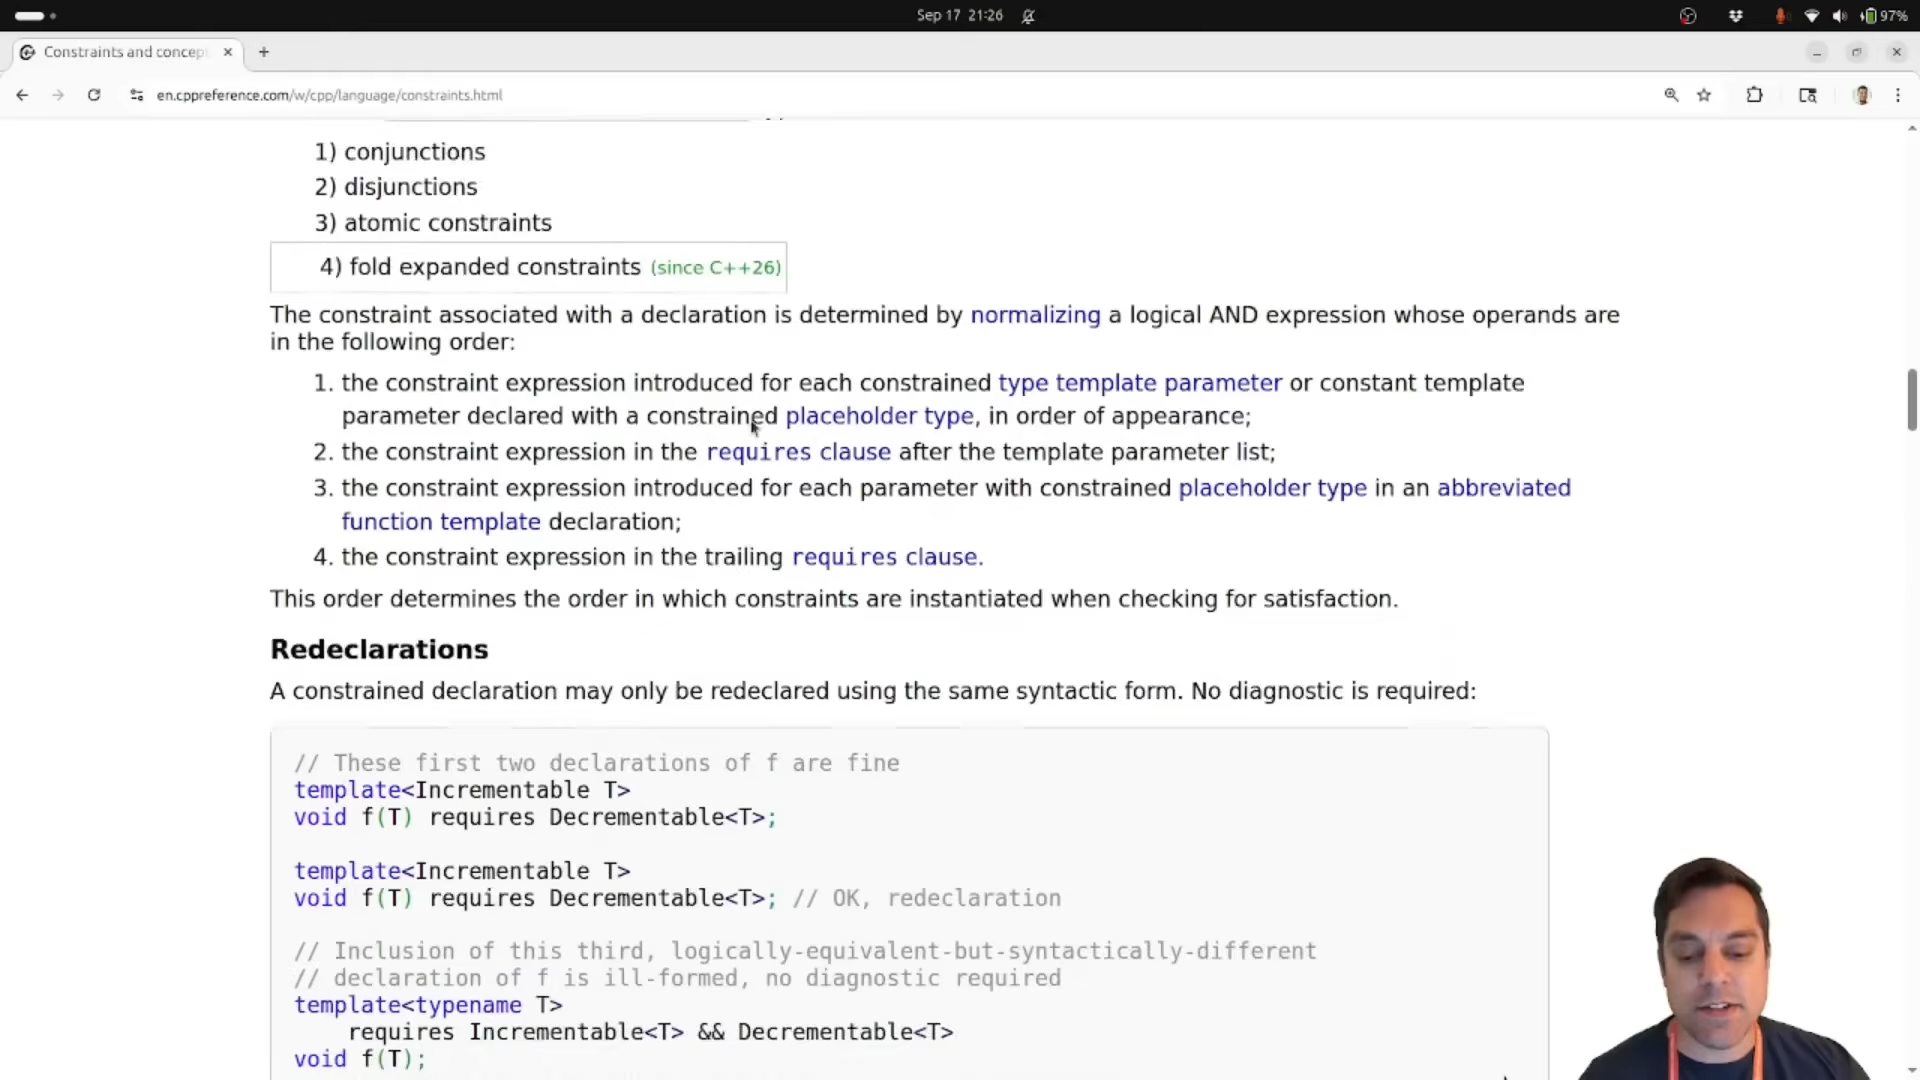 Sep 17 21:26
97%
Constraints and concep
en.cppreference.com/w/cpp/language/constraints.html
1) conjunctions
2) disjunctions
3) atomic constraints
4) fold expanded constraints (since C++26)
The constraint associated with a declaration is determined by normalizing a logical AND expression whose operands are
in the following order:
1. the constraint expression introduced for each constrained type template parameter or constant template
parameter declared with a constrained placeholder type, in order of appearance;
2. the constraint expression in the requires clause after the template parameter list;
3. the constraint expression introduced for each parameter with constrained placeholder type in an abbreviated
function template declaration;
4. the constraint expression in the trailing requires clause.
This order determines the order in which constraints are instantiated when checking for satisfaction.
Redeclarations
A constrained declaration may only be redeclared using the same syntactic form. No diagnostic is required:
// These first two declarations of f are fine
template<Incrementable T>
void f(T) requires Decrementable<T>;
template<Incrementable T>
void f(T) requires Decrementable<T>; // OK, redeclaration
// Inclusion of this third, logically-equivalent-but-syntactically-different
// declaration of f is ill-formed, no diagnostic required
template<typename T>
requires Incrementable<T> && Decrementable<T>
void f(T);